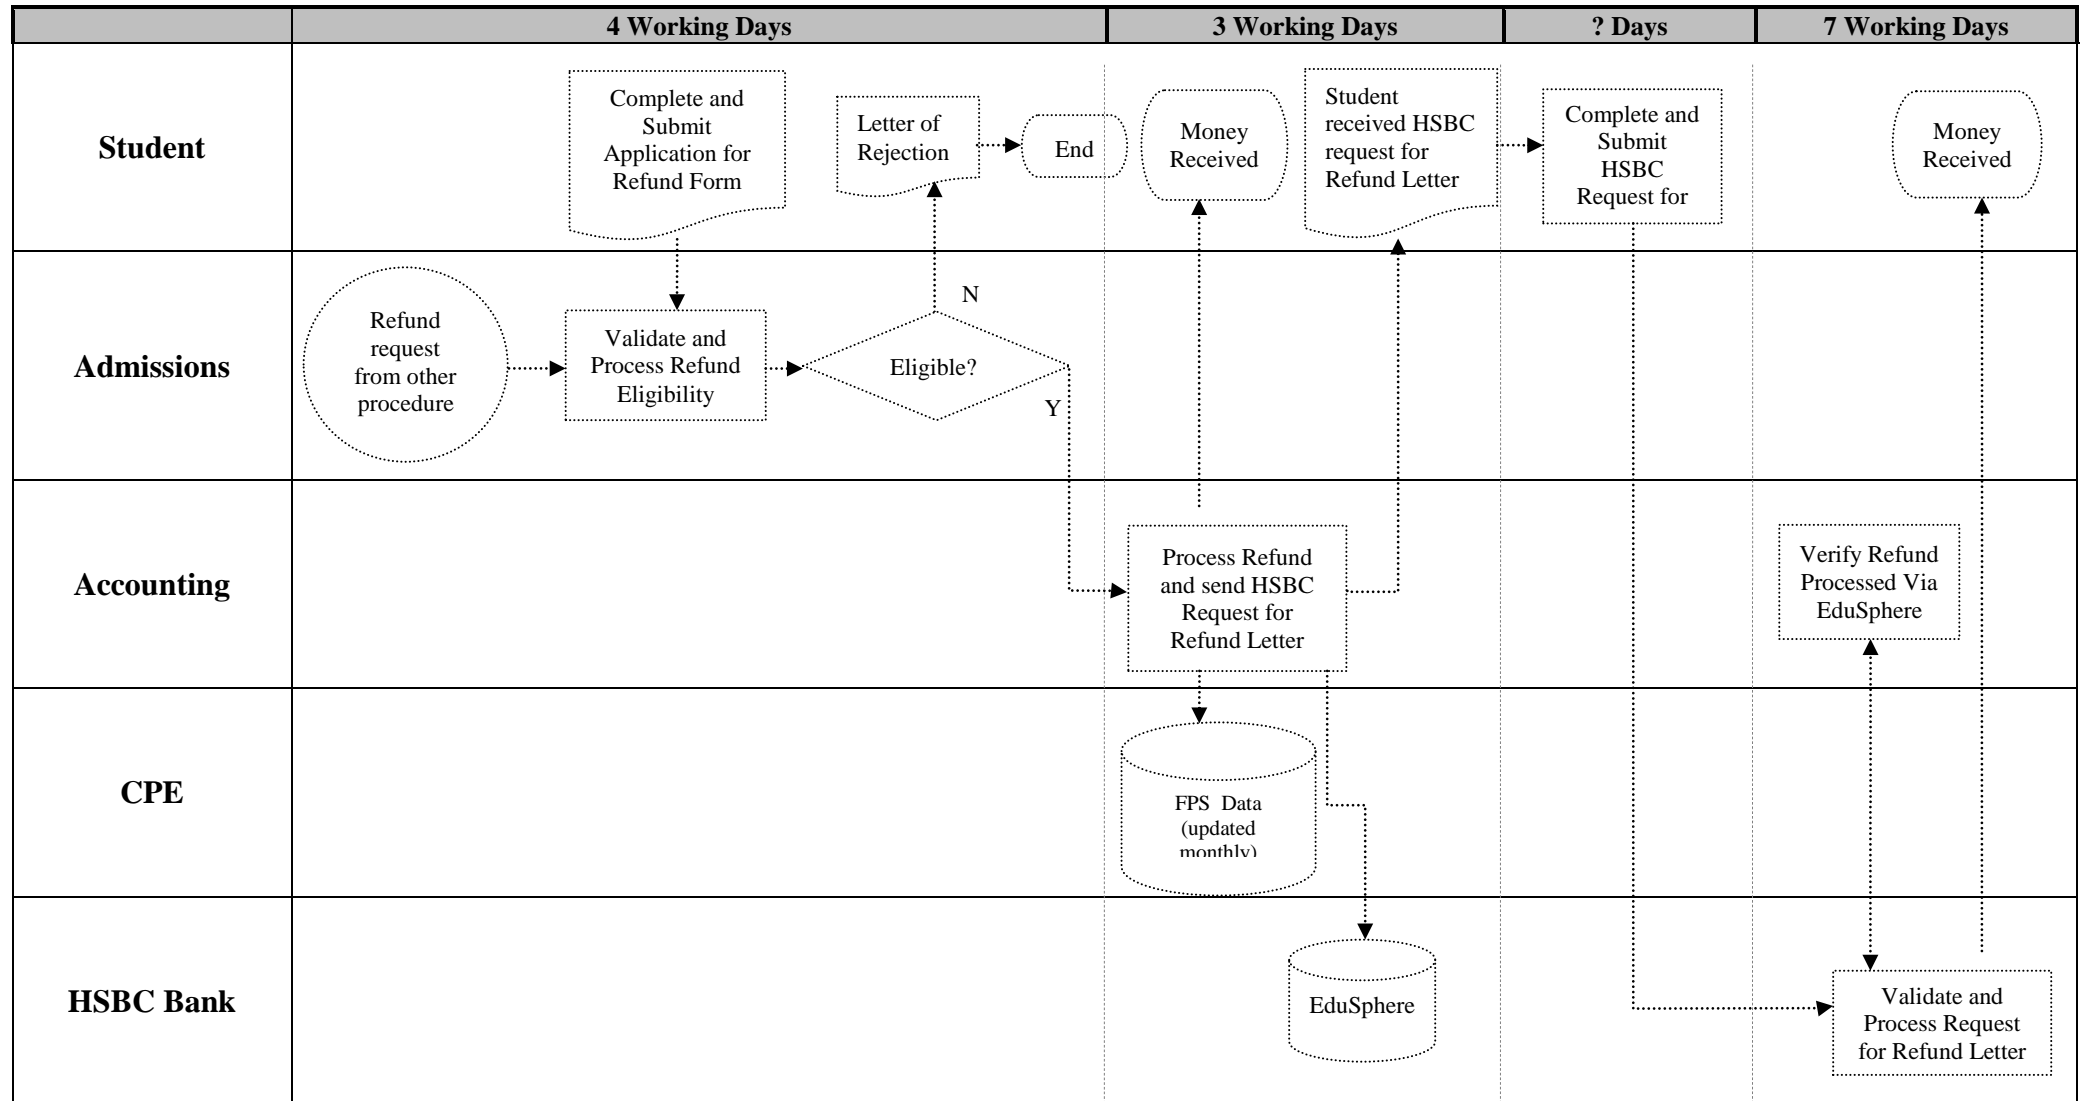 4 Working Days
3 Working Days
? Days
7 Working Days
Student
Complete and
Submit
Application for
Refund Form
Letter of
Rejection
End
Money
Received
Student
received HSBC
request for
Refund Letter
Complete and
Submit
HSBC
Request for
Money
Received
Admissions
Refund
request
from other
procedure
Validate and
Process Refund
Eligibility
Eligible?
N
Y
Accounting
Process Refund
and send HSBC
Request for
Refund Letter
Verify Refund
Processed Via
EduSphere
CPE
FPS Data
(updated
monthly)
HSBC Bank
EduSphere
Validate and
Process Request
for Refund Letter